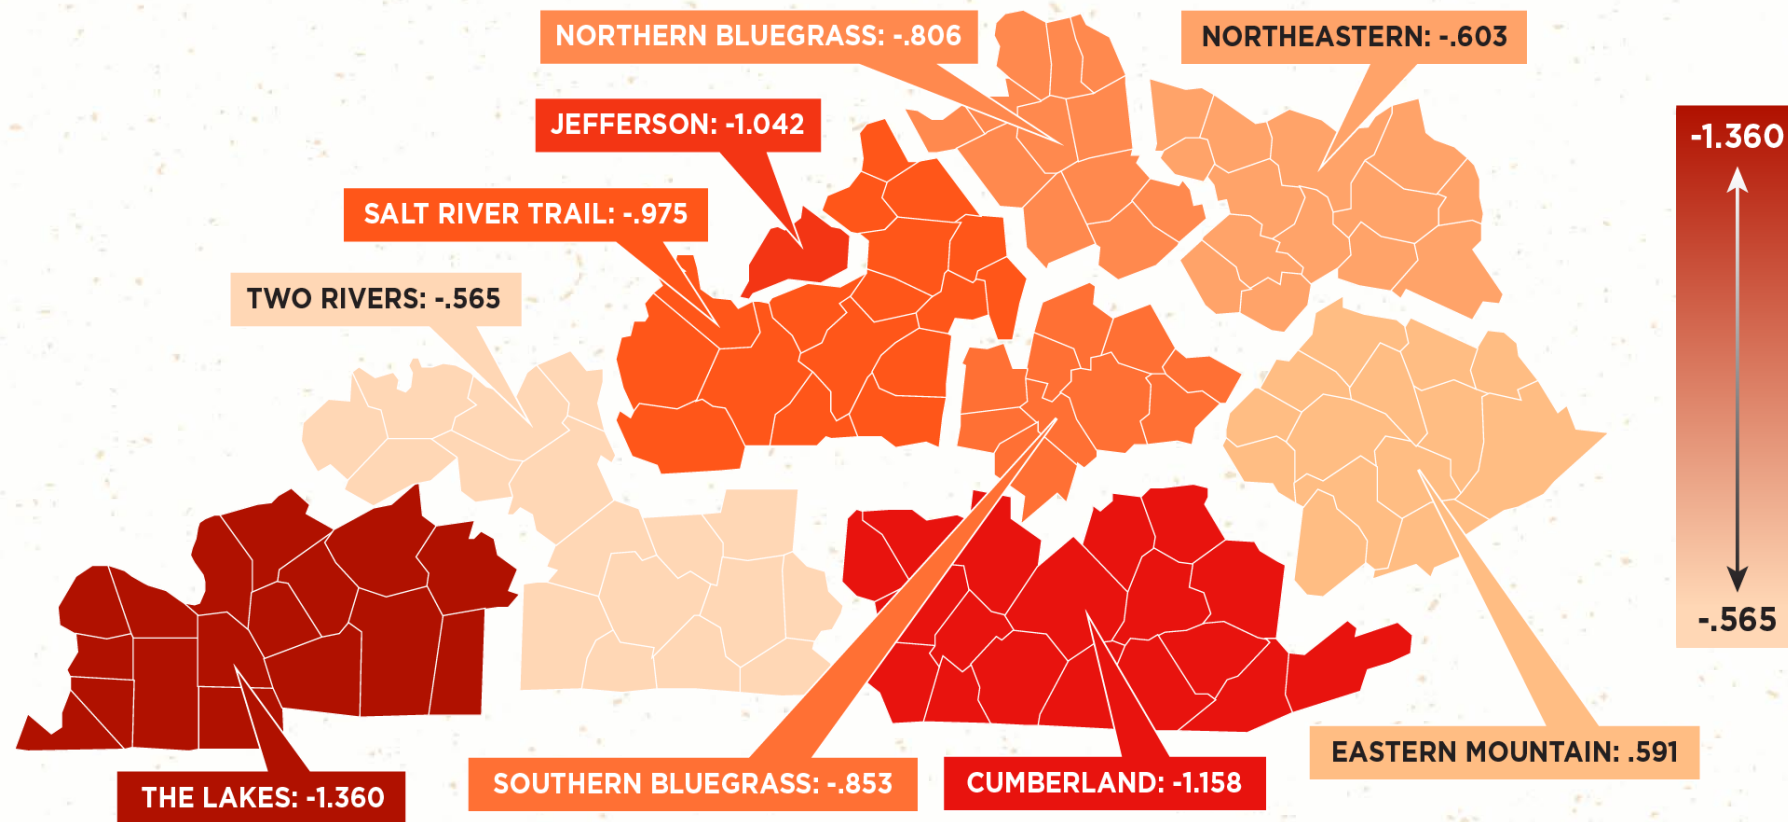 NORTHERN BLUEGRASS: -.806
NORTHEASTERN: -.603
JEFFERSON: -1.042
-1.360
SALT RIVER TRAIL: -.975
TWO RIVERS: -.565
-.565
EASTERN MOUNTAIN: .591
THE LAKES: -1.360
SOUTHERN BLUEGRASS: -.853
CUMBERLAND: -1.158